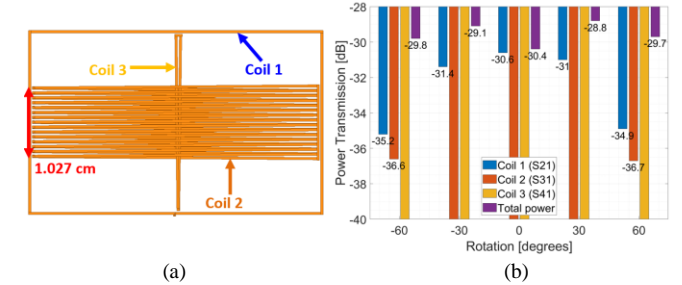 Coil 3
Coil 1
1.027 cm
Coil 2
(a)
Power Transmission [dB]
-28
-30
-32
-34
-36
-38
-40
-29.8
-35.2
-36.6
-29.1
-31.4
-30.6
-30.4
-28.8
-31
-29.7
-34.9
-36.7
Coil 1 (S21)
Coil 2 (S31)
Coil 3 (S41)
Total power
-60
-30
0
30
60
Rotation [degrees]
(b)